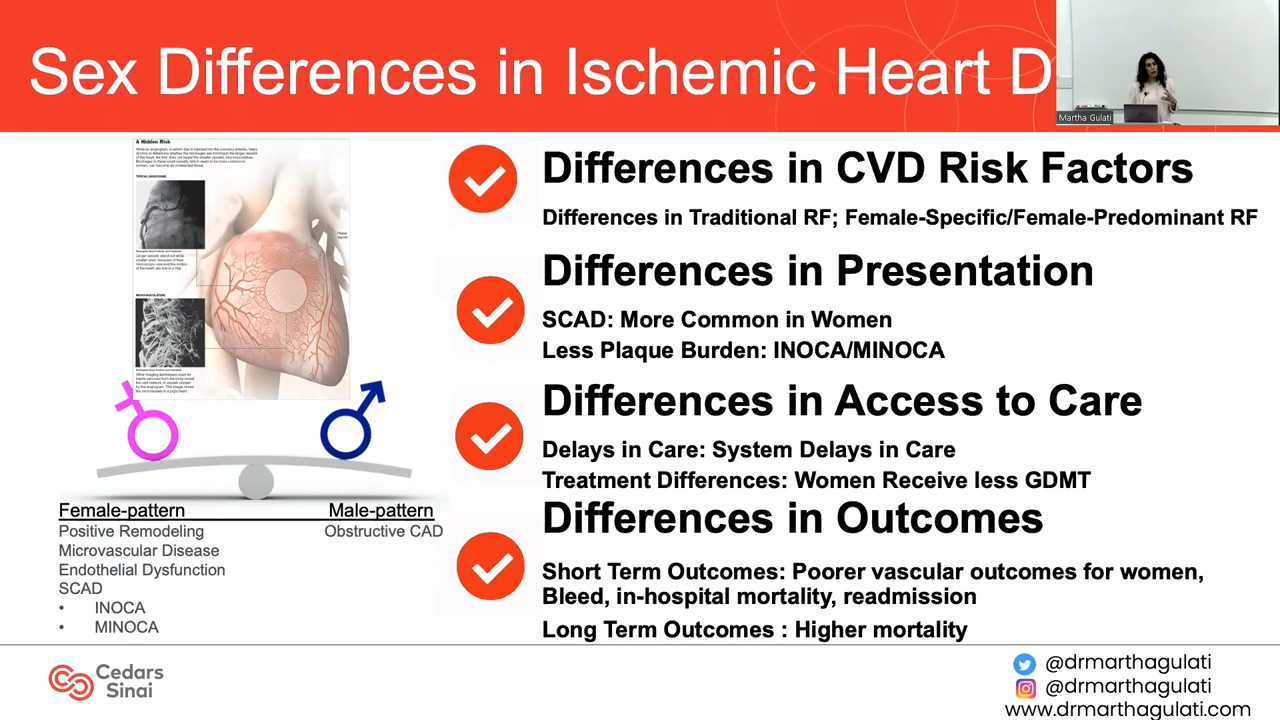 Sex Differences in Ischemic Heart D
Martha Gulati
A Hidden Risk
TYPICAL ANGIOGRAM
MICROVASCULATURE
Differences in CVD Risk Factors
Differences in Traditional RF; Female-Specific/Female-Predominant RF
Differences in Presentation
SCAD: More Common in Women
Less Plaque Burden: INOCA/MINOCA
Differences in Access to Care
Delays in Care: System Delays in Care
Treatment Differences: Women Receive less GDMT
Differences in Outcomes
Short Term Outcomes: Poorer vascular outcomes for women,
Bleed, in-hospital mortality, readmission
Long Term Outcomes : Higher mortality
Female-pattern
Positive Remodeling
Microvascular Disease
Endothelial Dysfunction
SCAD
• INOCA
• MINOCA
Male-pattern
Obstructive CAD
Cedars
Sinai
@drmarthagulati
@drmarthagulati
www.drmarthagulati.com